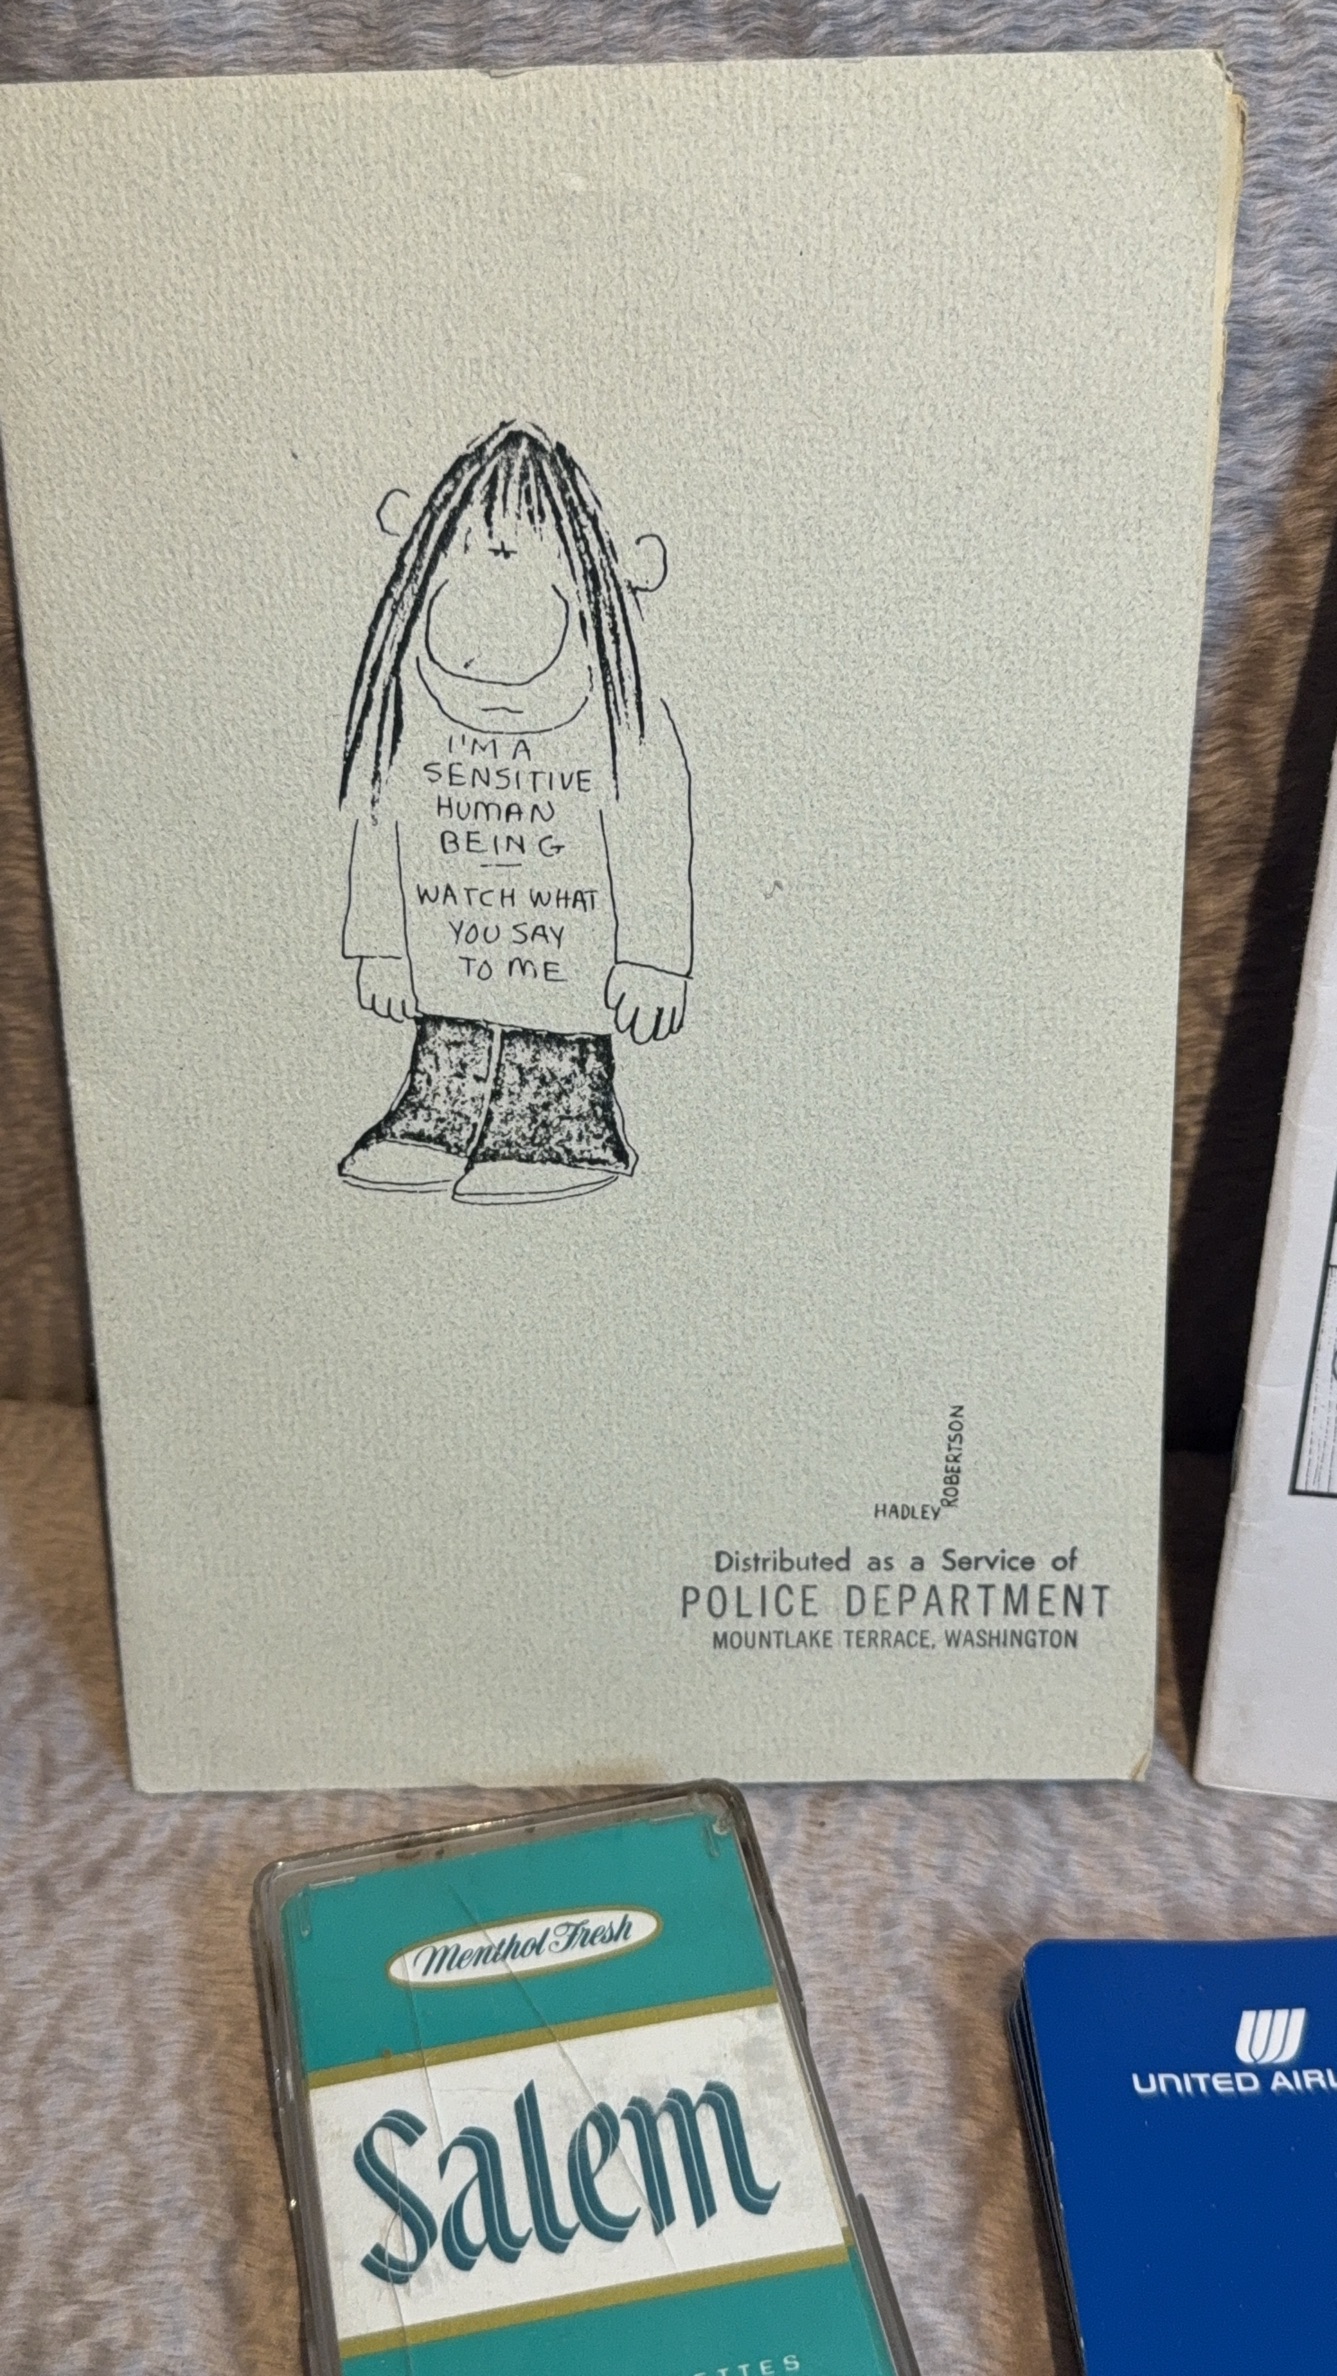 I'M A
SENSITIVE
HUMAN
BEING
—
WATCH WHAT
YOU SAY
TO ME
HADLEY ROBERTSON
Distributed as a Service of
POLICE DEPARTMENT
MOUNTLAKE TERRACE, WASHINGTON
Menthol Fresh
Salem
UNITED